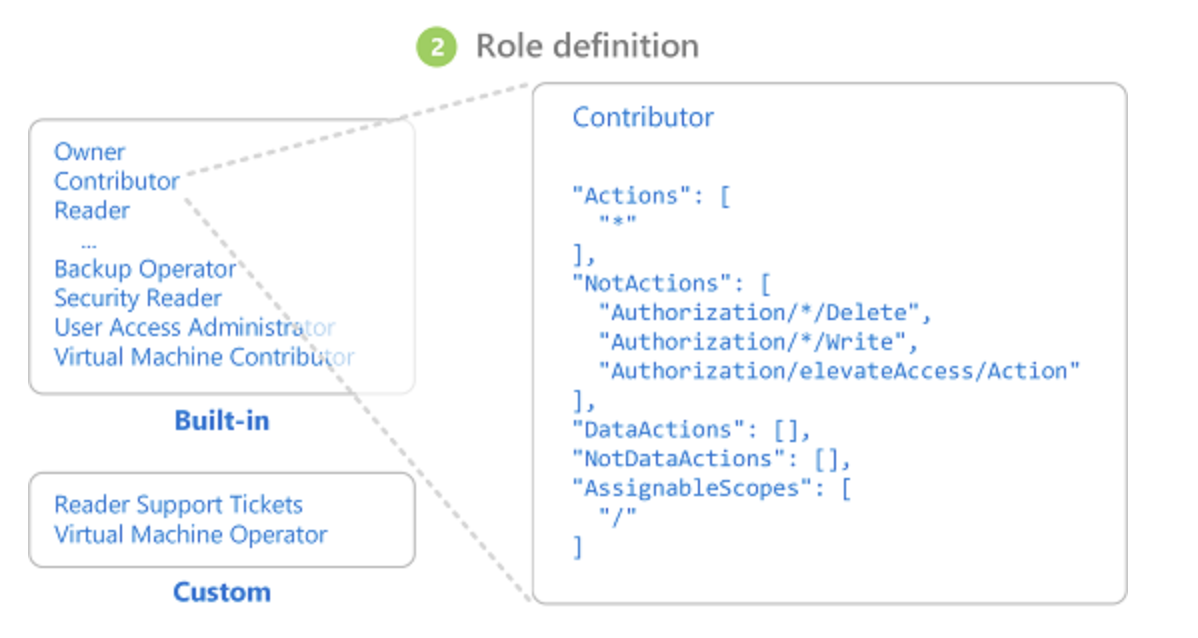 2 Role definition
Owner
Contributor
Reader
...
Backup Operator
Security Reader
User Access Administrator
Virtual Machine Contributor
Built-in
Reader Support Tickets
Virtual Machine Operator
Custom
Contributor
"Actions": [
"*"
],
"NotActions": [
"Authorization/*/Delete",
"Authorization/*/Write",
"Authorization/elevateAccess/Action"
],
"DataActions": [],
"NotDataActions": [],
"AssignableScopes": [
"/"
]